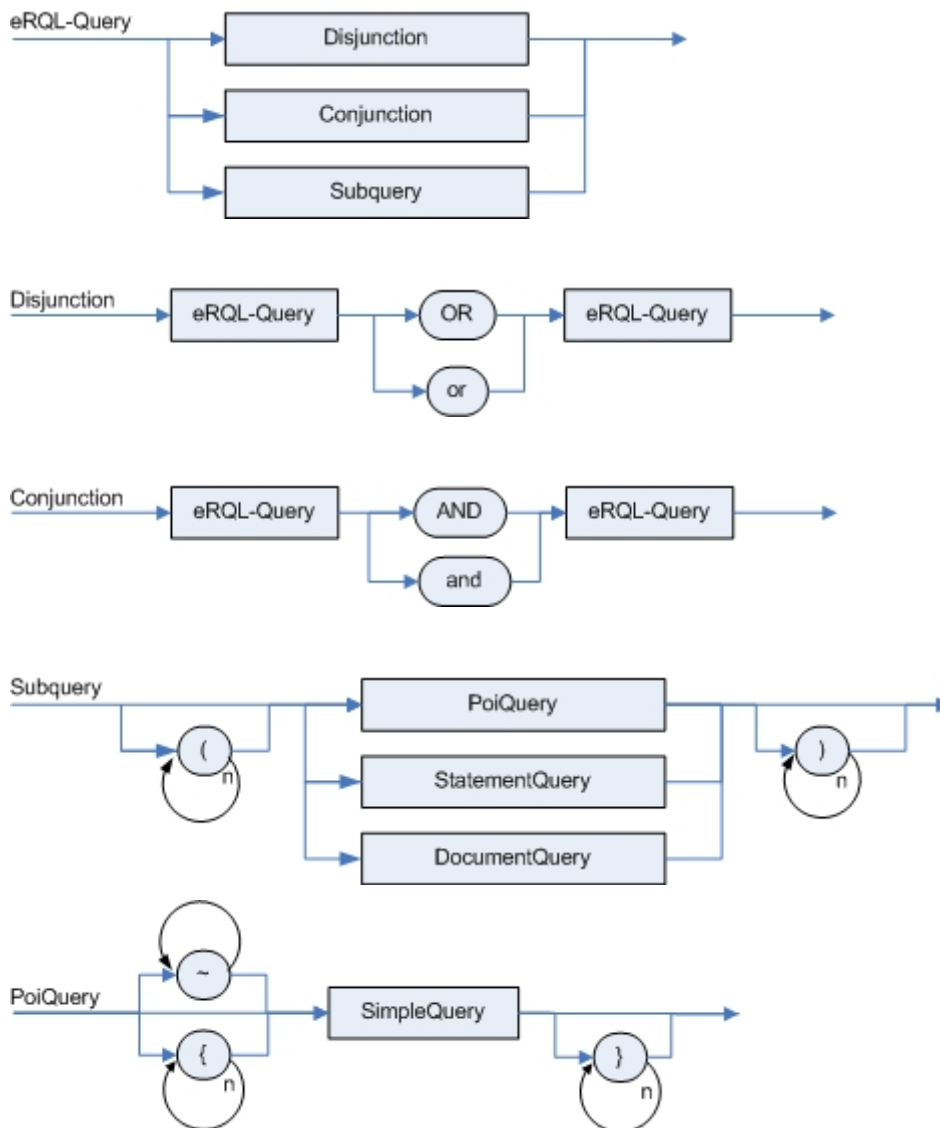 eRQL-Query
Disjunction
Conjunction
Subquery
Disjunction
eRQL-Query
OR
eRQL-Query
or
Conjunction
eRQL-Query
AND
eRQL-Query
and
Subquery
PoiQuery
(
n
)
n
StatementQuery
DocumentQuery
~
PoiQuery
SimpleQuery
{
n
}
n